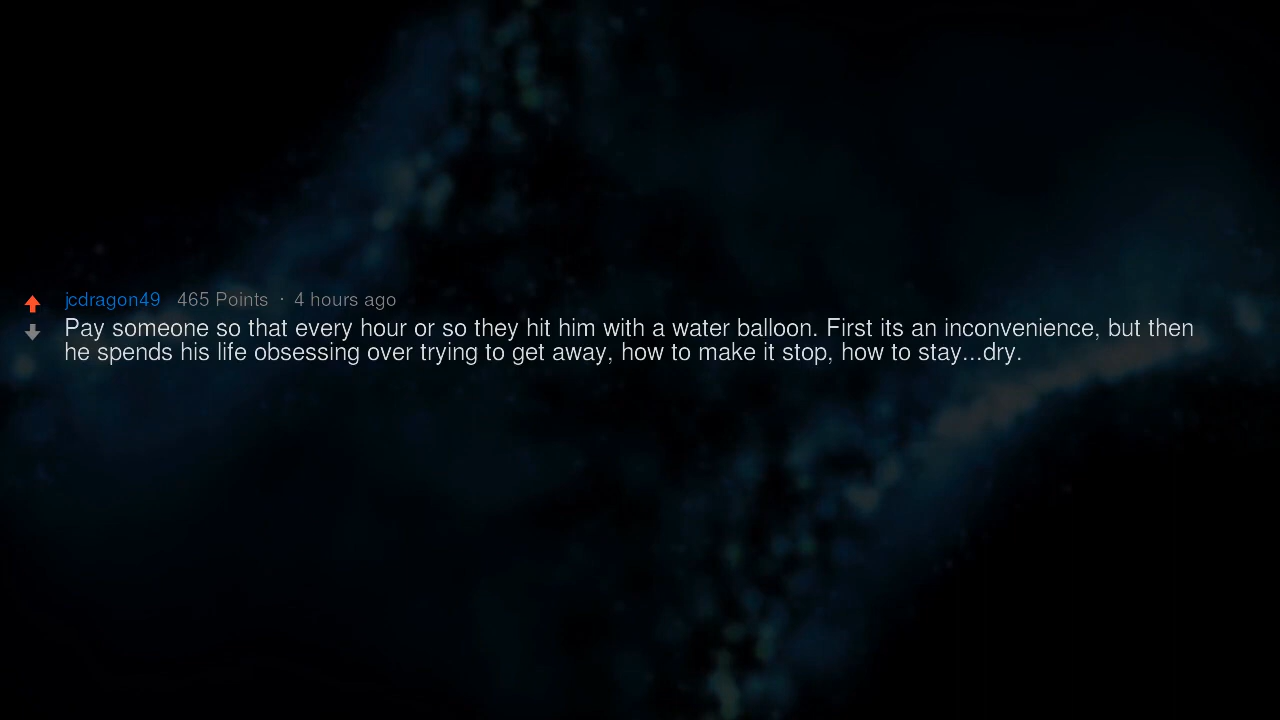 jcdragon49 465 Points · 4 hours ago
Pay someone so that every hour or so they hit him with a water balloon. First its an inconvenience, but then
he spends his life obsessing over trying to get away, how to make it stop, how to stay...dry.